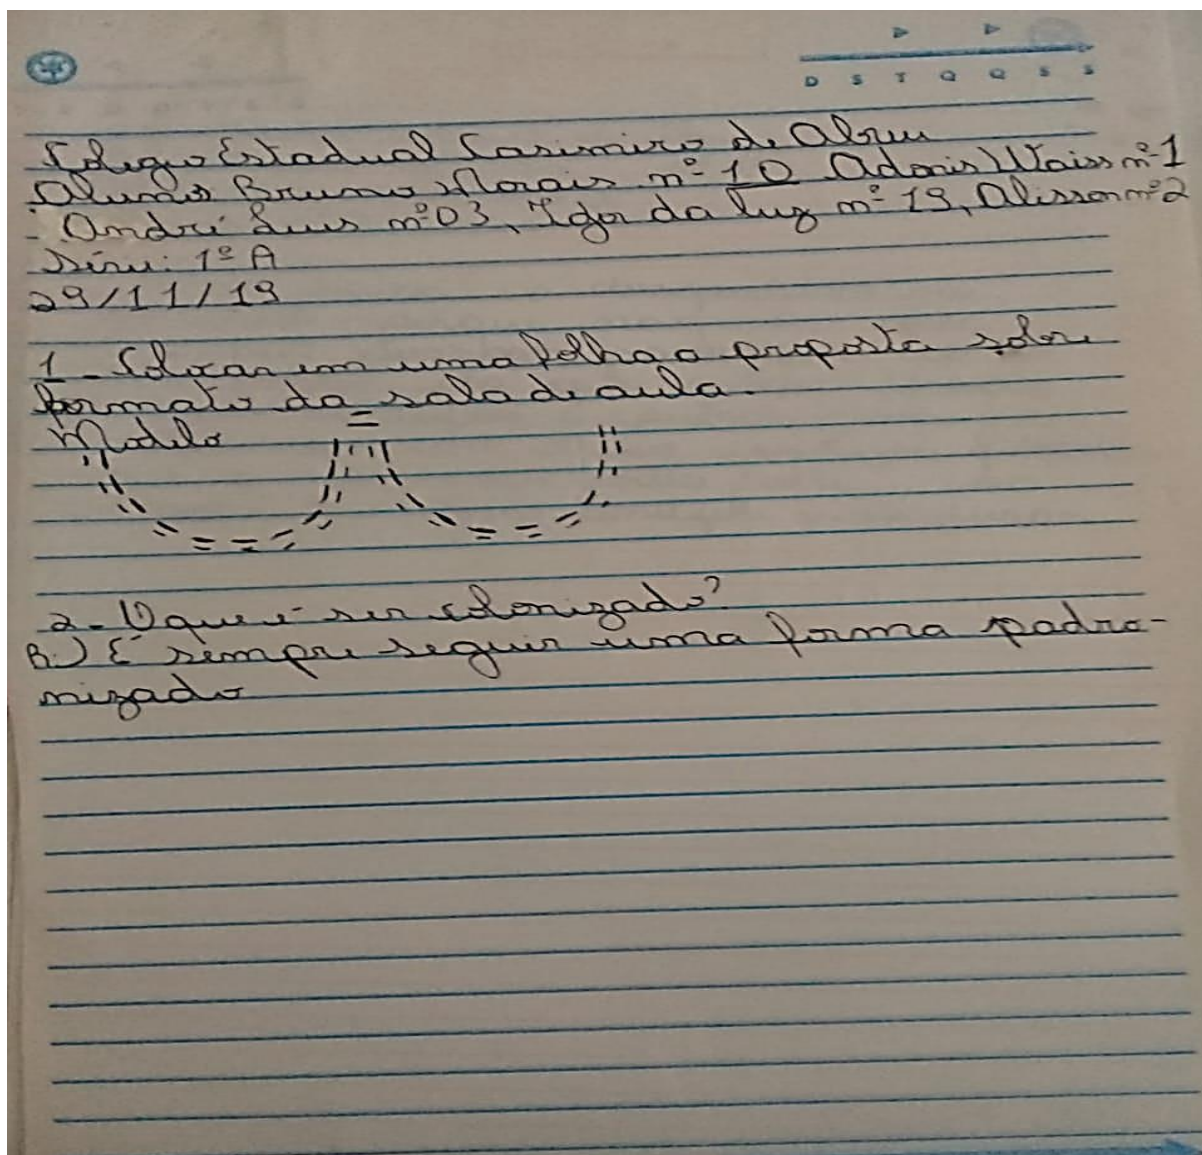 D S T Q Q S S
Colégio Estadual Casimiro de Abreu
Alunos Bruno Morais nº 10 Adonis Waiss nº 1
- André Luis nº 03, Igor da luz nº 19, Alisson nº 2
Série: 1º A
29/11/19
1 - Colocar em uma folha a proposta sobre
formato da sala de aula.
Modelo
2 - O que é ser colonizado?
R:) É sempre seguir uma forma padro-
nizado